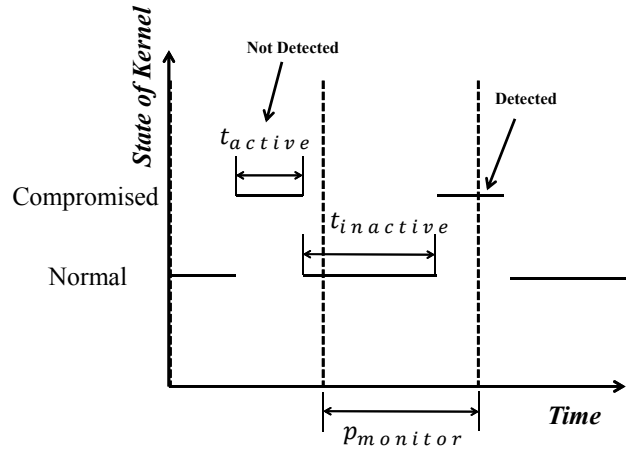 Not Detected
State of Kernel
Detected
t_active
Compromised
t_inactive
Normal
Time
p_monitor